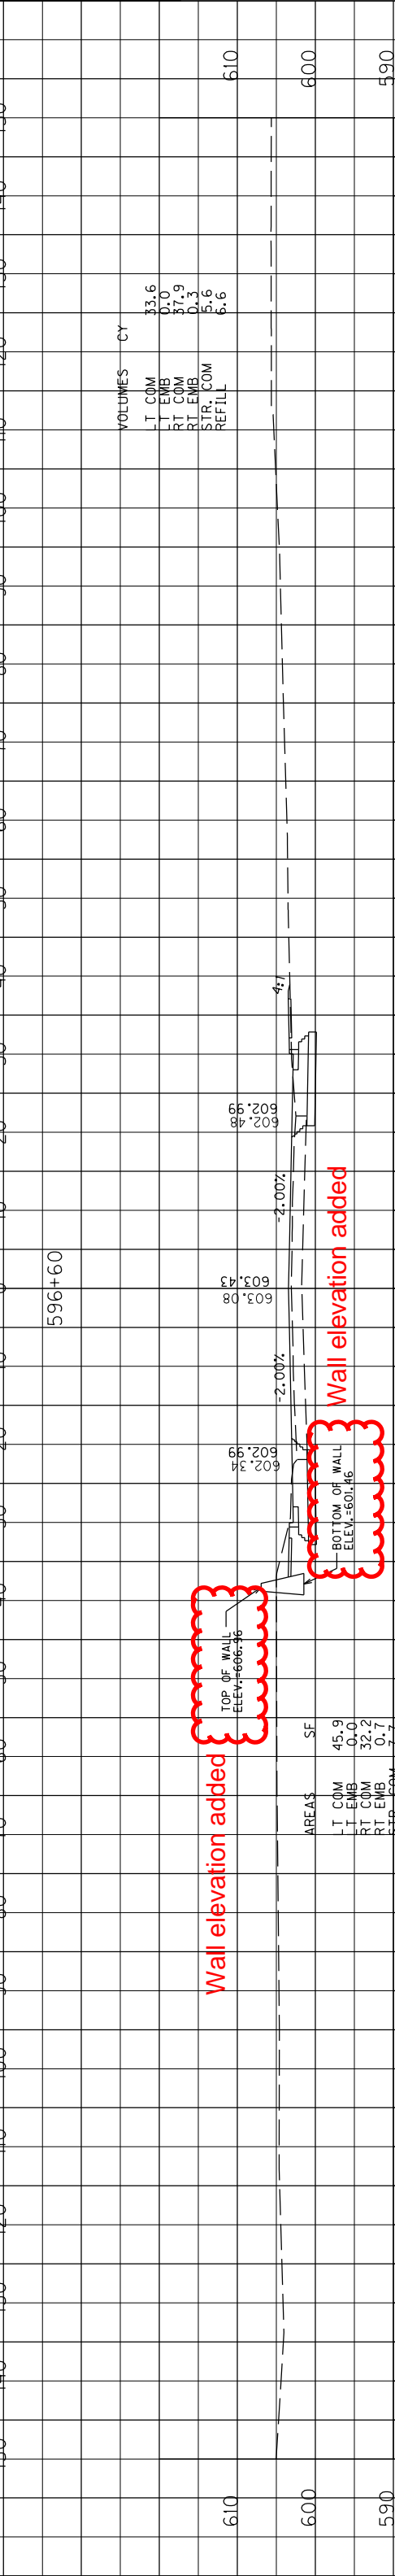 610
600
590
VOLUMES CY
LT COM 33.6
LT EMB 0.0
RT COM 37.9
RT EMB 0.3
STR. COM 5.6
REFILL 6.6
4:1
602.99
602.48
-2.00%
596+60
603.43
603.08
-2.00%
602.99
602.34
Wall elevation added
BOTTOM OF WALL
ELEV.=601.46
TOP OF WALL
ELEV.=606.96
Wall elevation added
AREAS SF
LT COM 45.9
LT EMB 0.0
RT COM 32.2
RT EMB 0.7
STR. COM 7.7
610
600
590